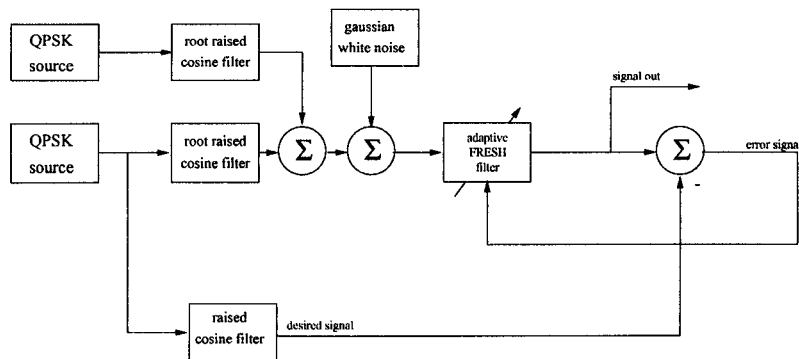 QPSK
source
root raised
cosine filter
gaussian
white noise
signal out
QPSK
source
root raised
cosine filter
Σ
Σ
adaptive
FRESH
filter
Σ
error signa
-
raised
cosine filter
desired signal